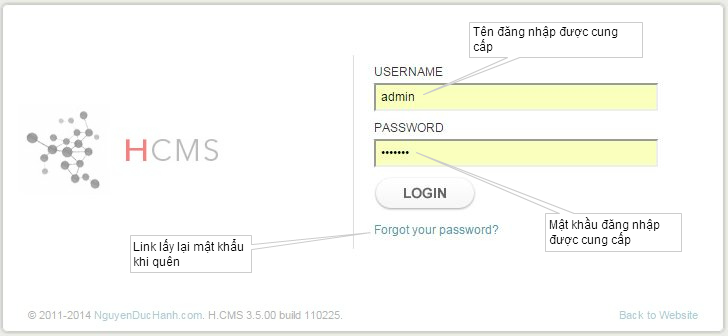 Tên đăng nhập được cung
cấp
USERNAME
admin
PASSWORD
•••••••
HCMS
LOGIN
Mật khẩu đăng nhập
được cung cấp
Forgot your password?
Link lấy lại mật khẩu
khi quên
© 2011-2014 NguyenDucHanh.com. H.CMS 3.5.00 build 110225.
Back to Website